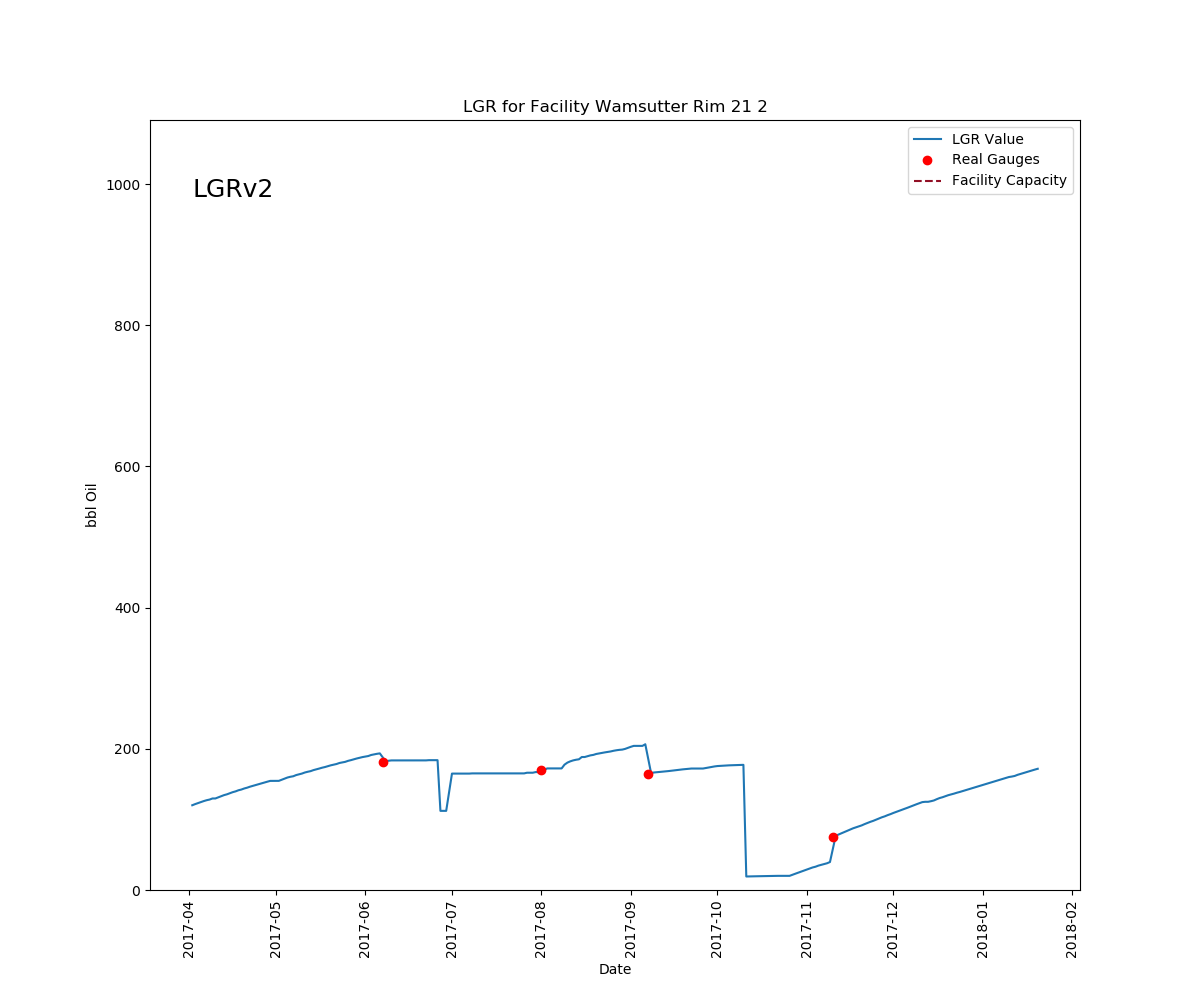 LGR for Facility Wamsutter Rim 21 2
LGR Value
Real Gauges
Facility Capacity
LGRv2
1000
800
600
400
200
0
bbl Oil
2017-04
2017-05
2017-06
2017-07
2017-08
2017-09
2017-10
2017-11
2017-12
2018-01
2018-02
Date